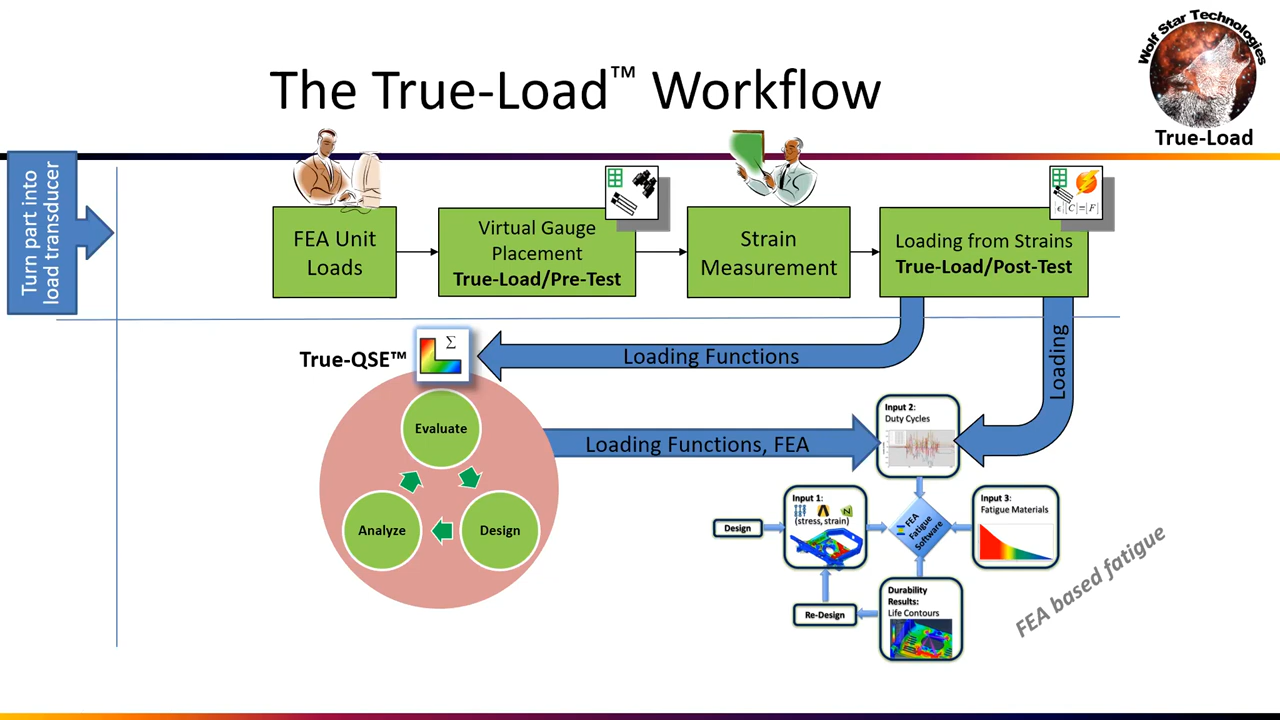 The True-Load™ Workflow
Wolf Star Technologies
True-Load
Turn part into
load transducer
FEA Unit
Loads
Virtual Gauge
Placement
True-Load/Pre-Test
Strain
Measurement
|ε||C|=|F|
Loading from Strains
True-Load/Post-Test
True-QSE™
Σ
Loading Functions
Loading
Evaluate
Analyze
Design
Loading Functions, FEA
Input 2:
Duty Cycles
Input 1:
N
(stress, strain)
Design
FEA
Fatigue
Software
Input 3:
Fatigue Materials
Re-Design
Durability
Results:
Life Contours
FEA based fatigue